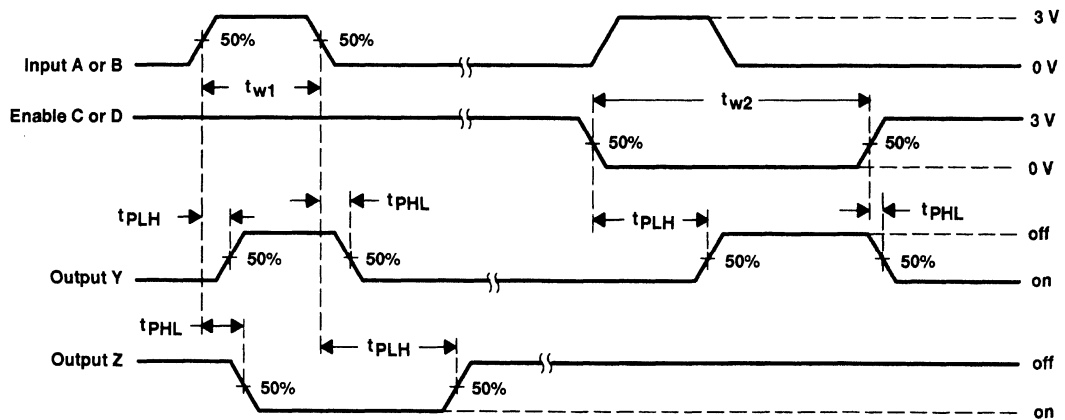 3 V
50% 50%
Input A or B 0 V
tw1 tw2
Enable C or D 3 V
50% 50%
0 V
tPLH tPHL tPLH tPHL
off
50% 50% 50% 50%
Output Y on
tPHL tPLH
Output Z off
50% 50%
on